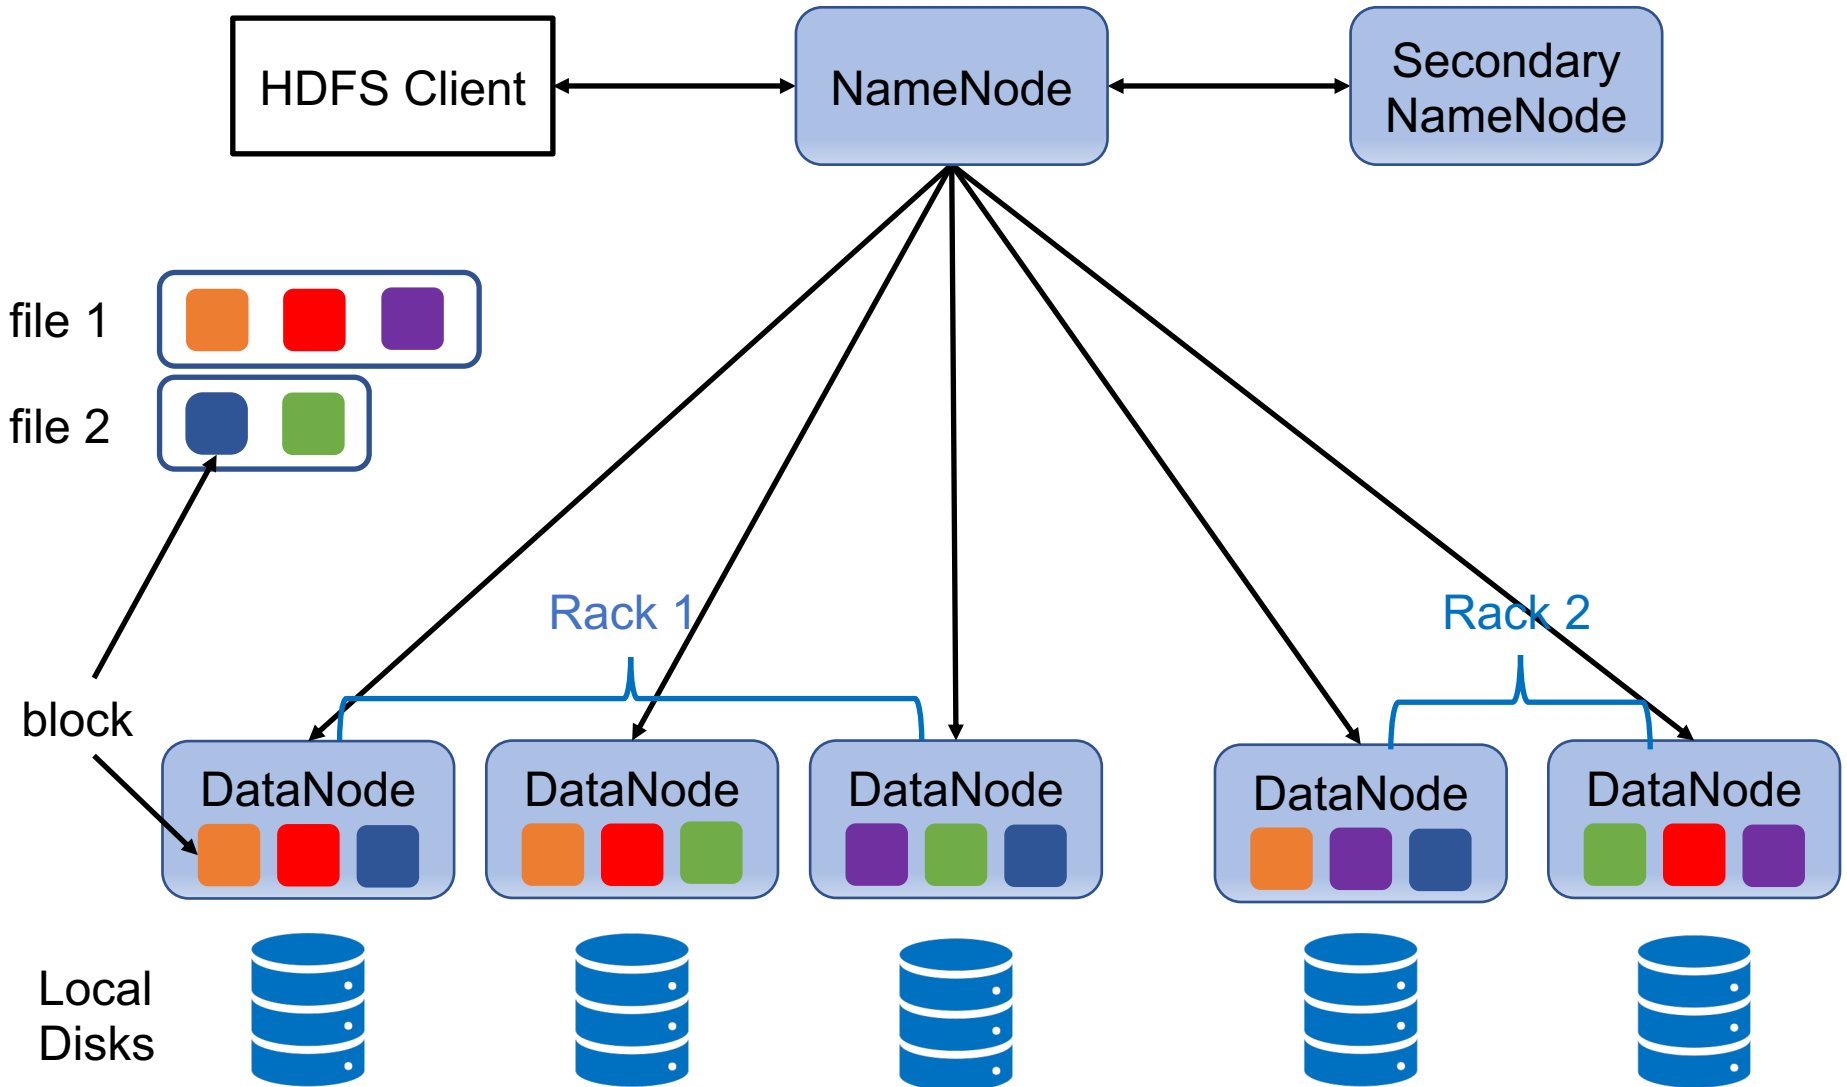 HDFS Client
NameNode
Secondary
NameNode
file 1
file 2
Rack 1
Rack 2
block
DataNode
DataNode
DataNode
DataNode
DataNode
Local
Disks